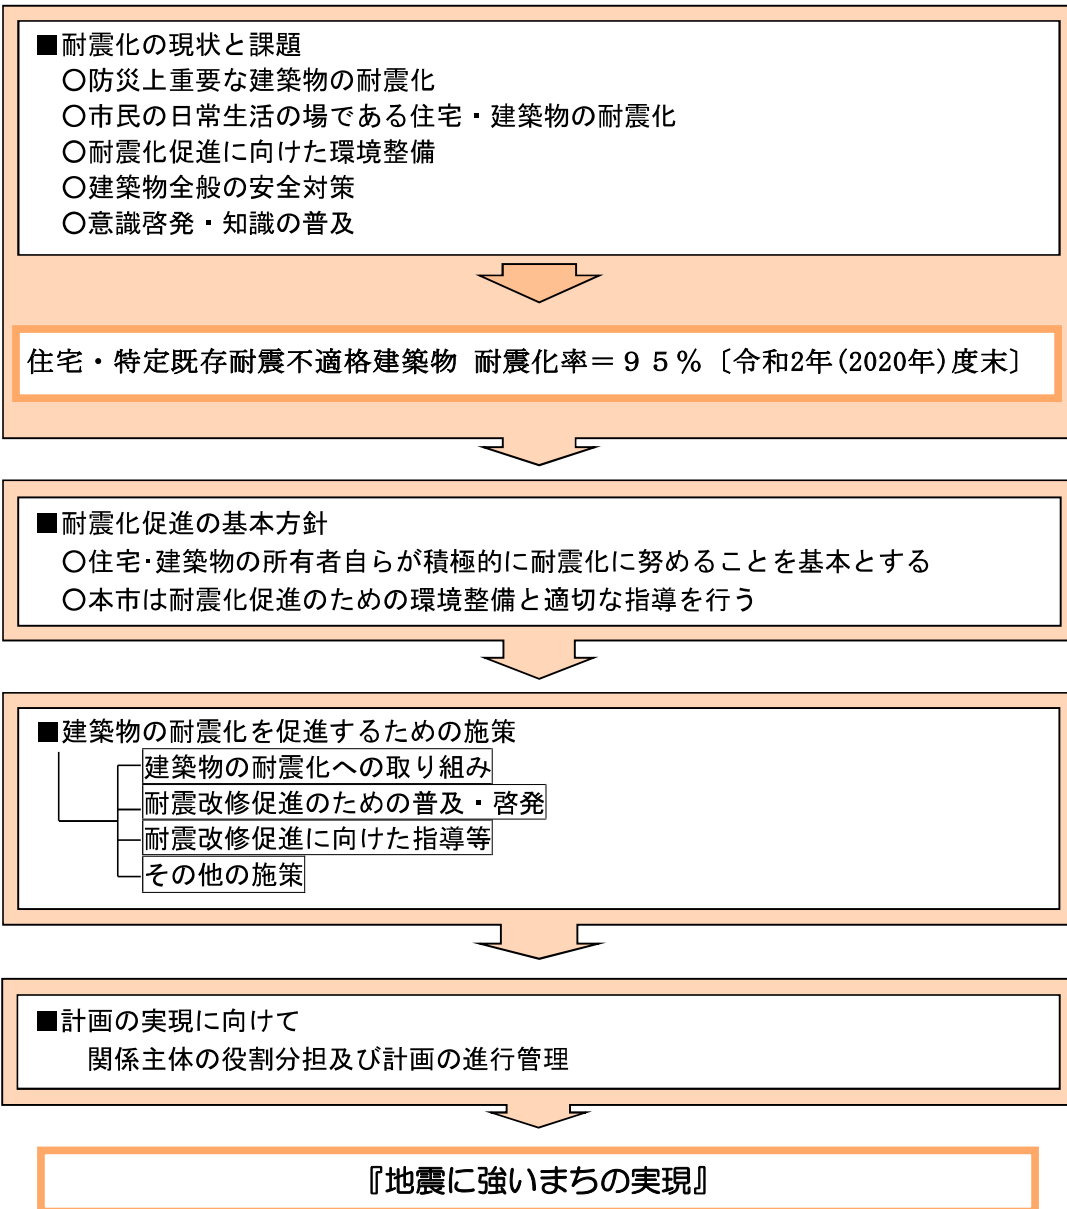 ■耐震化の現状と課題
〇防災上重要な建築物の耐震化
〇市民の日常生活の場である住宅・建築物の耐震化
〇耐震化促進に向けた環境整備
〇建築物全般の安全対策
〇意識啓発・知識の普及
住宅・特定既存耐震不適格建築物 耐震化率＝９５％〔令和2年(2020年)度末〕
■耐震化促進の基本方針
〇住宅・建築物の所有者自らが積極的に耐震化に努めることを基本とする
〇本市は耐震化促進のための環境整備と適切な指導を行う
■建築物の耐震化を促進するための施策
建築物の耐震化への取り組み
耐震改修促進のための普及・啓発
耐震改修促進に向けた指導等
その他の施策
■計画の実現に向けて
関係主体の役割分担及び計画の進行管理
『地震に強いまちの実現』